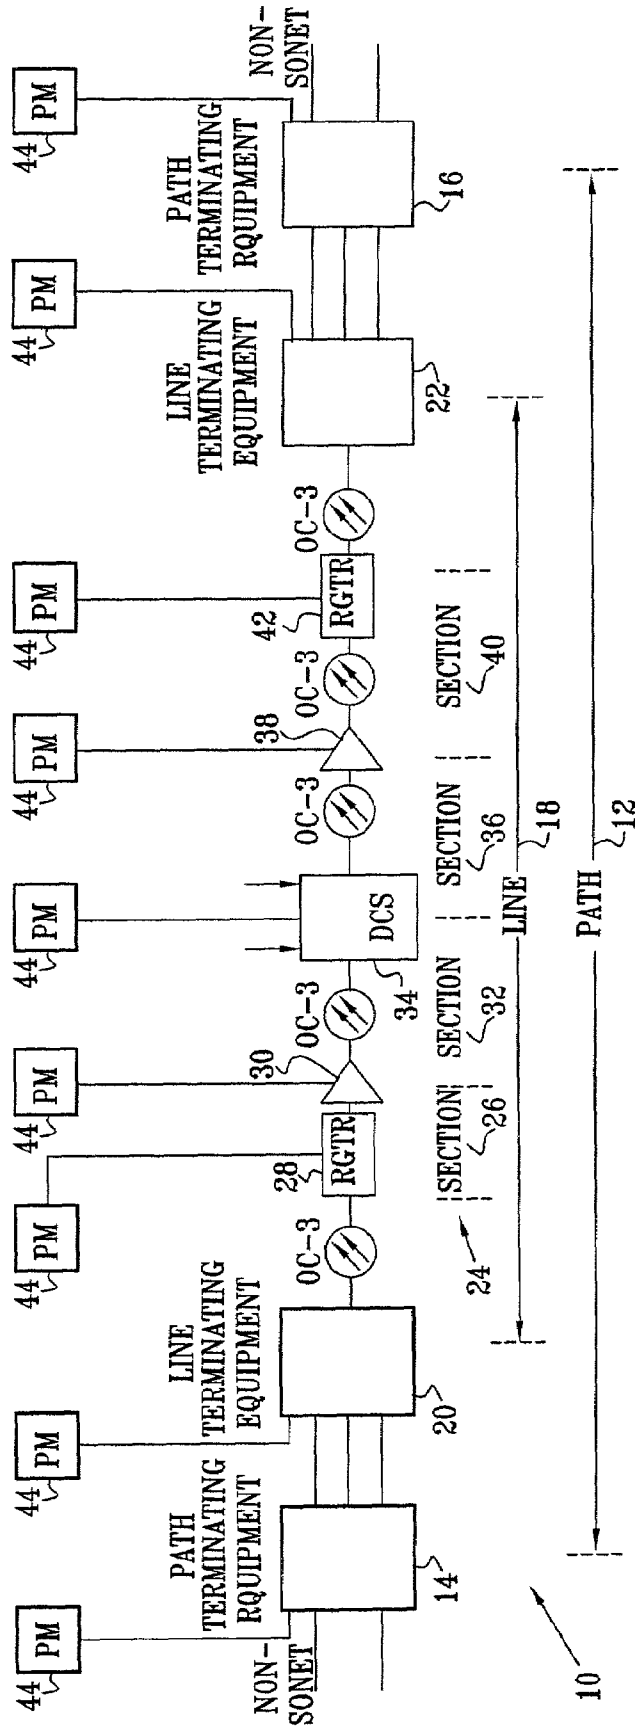 PM
PM
PM
PM
PM
PM
PM
PM
PM
44
44
44
44
44
44
44
44
44
NON-
SONET
PATH
TERMINATING
RQUIPMENT
LINE
TERMINATING
EQUIPMENT
OC-3
28
RGTR
30
OC-3
DCS
34
OC-3
38
OC-3
42
RGTR
OC-3
LINE
TERMINATING
EQUIPMENT
PATH
TERMINATING
RQUIPMENT
NON-
SONET
14
20
22
16
24
SECTION
26
SECTION
32
SECTION
36
SECTION
40
LINE
18
PATH
12
10